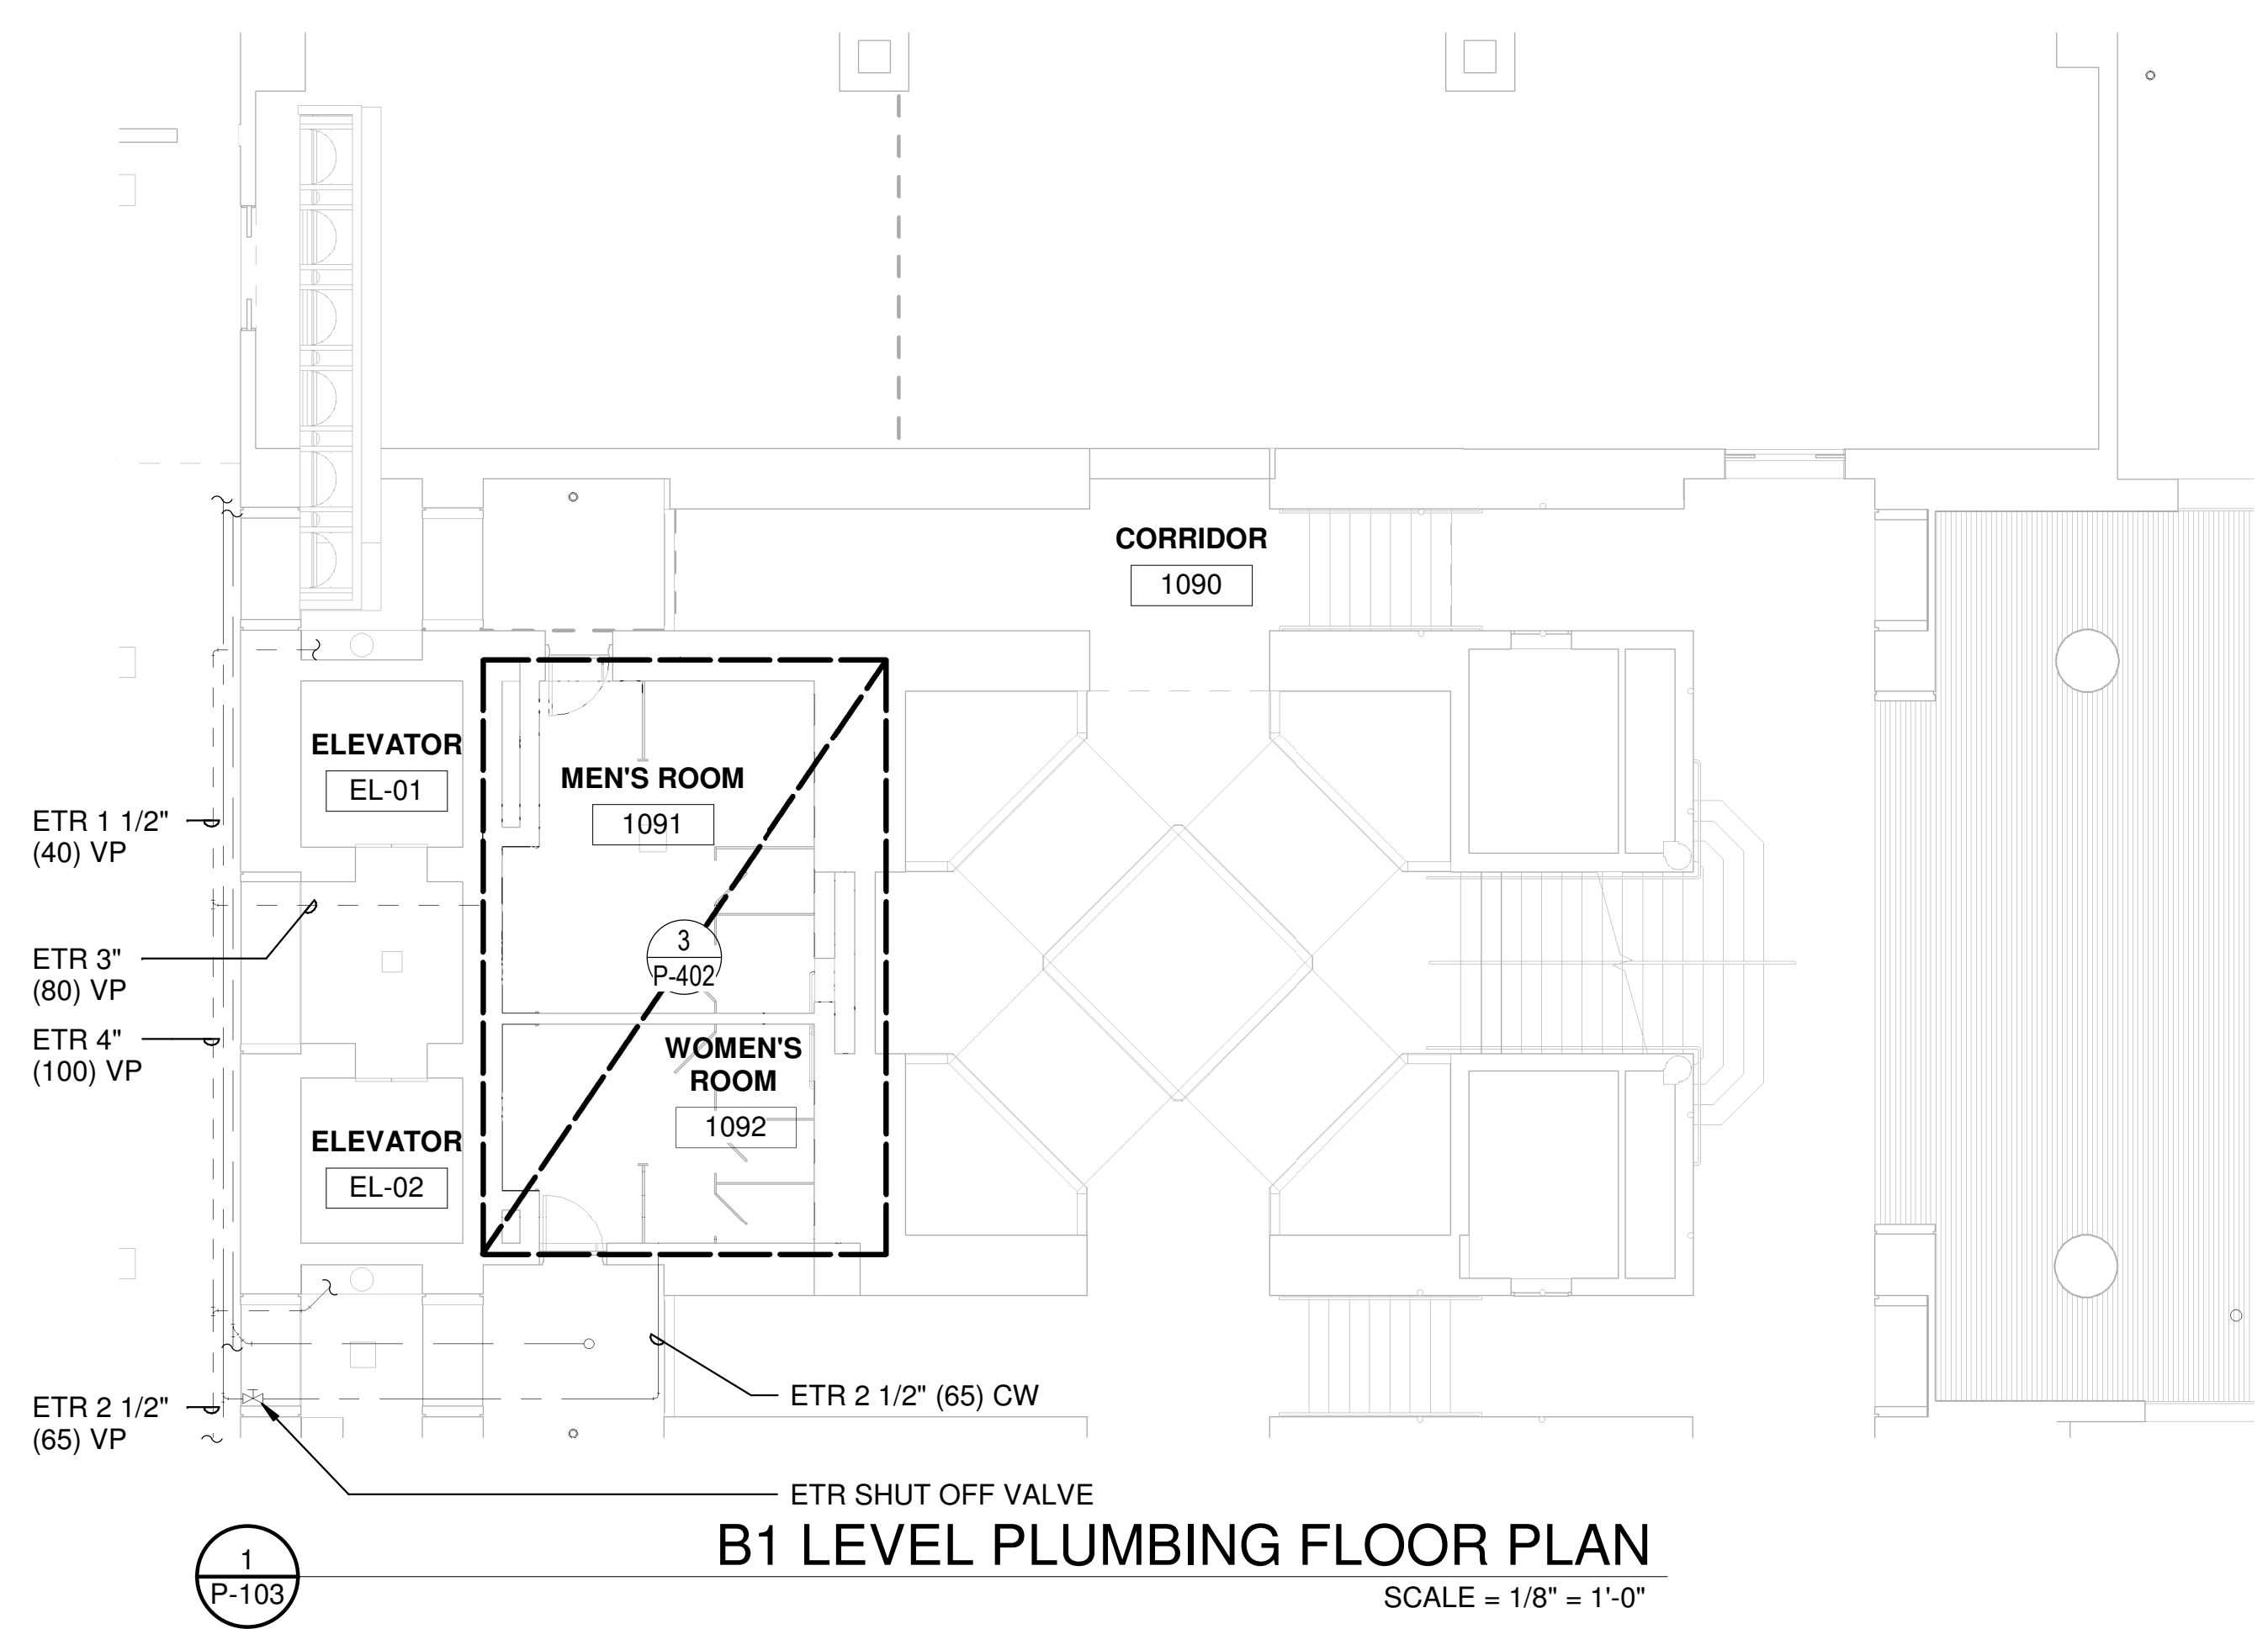 CORRIDOR
1090
ELEVATOR
EL-01
MEN'S ROOM
1091
ETR 1 1/2"
(40) VP
3
P-402
ETR 3"
(80) VP
ETR 4"
(100) VP
WOMEN'S
ROOM
1092
ELEVATOR
EL-02
ETR 2 1/2"
(65) VP
ETR 2 1/2" (65) CW
ETR SHUT OFF VALVE
1
P-103
B1 LEVEL PLUMBING FLOOR PLAN
SCALE = 1/8" = 1'-0"